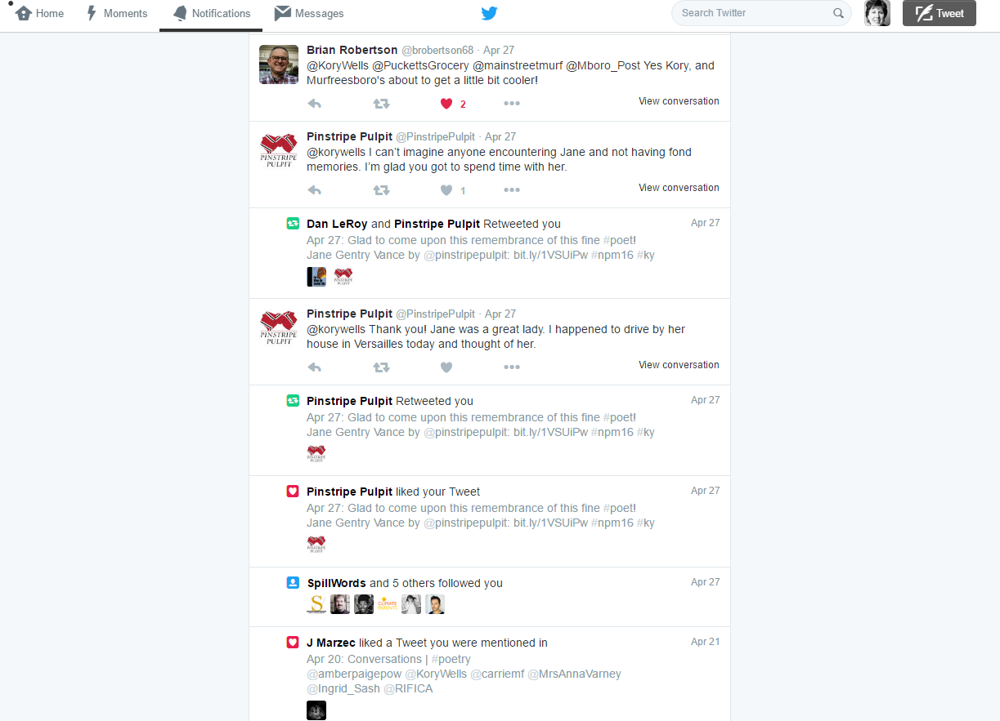 Home Moments Notifications Messages Search Twitter Tweet
Brian Robertson @brobertson68 · Apr 27
@KoryWells @PuckettsGrocery @mainstreetmurf @Mboro_Post Yes Kory, and
Murfreesboro's about to get a little bit cooler!
2 View conversation
Pinstripe Pulpit @PinstripePulpit · Apr 27
@korywells I can't imagine anyone encountering Jane and not having fond
memories. I'm glad you got to spend time with her.
1 View conversation
PINSTRIPE
PULPIT
Dan LeRoy and Pinstripe Pulpit Retweeted you Apr 27
Apr 27: Glad to come upon this remembrance of this fine #poet!
Jane Gentry Vance by @pinstripepulpit: bit.ly/1VSUiPw #npm16 #ky
PINSTRIPE
PULPIT
Pinstripe Pulpit @PinstripePulpit · Apr 27
@korywells Thank you! Jane was a great lady. I happened to drive by her
house in Versailles today and thought of her.
View conversation
PINSTRIPE
PULPIT
Pinstripe Pulpit Retweeted you Apr 27
Apr 27: Glad to come upon this remembrance of this fine #poet!
Jane Gentry Vance by @pinstripepulpit: bit.ly/1VSUiPw #npm16 #ky
PINSTRIPE
PULPIT
Pinstripe Pulpit liked your Tweet Apr 27
Apr 27: Glad to come upon this remembrance of this fine #poet!
Jane Gentry Vance by @pinstripepulpit: bit.ly/1VSUiPw #npm16 #ky
PINSTRIPE
PULPIT
SpillWords and 5 others followed you Apr 27
S
CLIMATE
PARENTS
J Marzec liked a Tweet you were mentioned in Apr 21
Apr 20: Conversations | #poetry
@amberpaigepow @KoryWells @carriemf @MrsAnnaVarney
@Ingrid_Sash @RIFICA